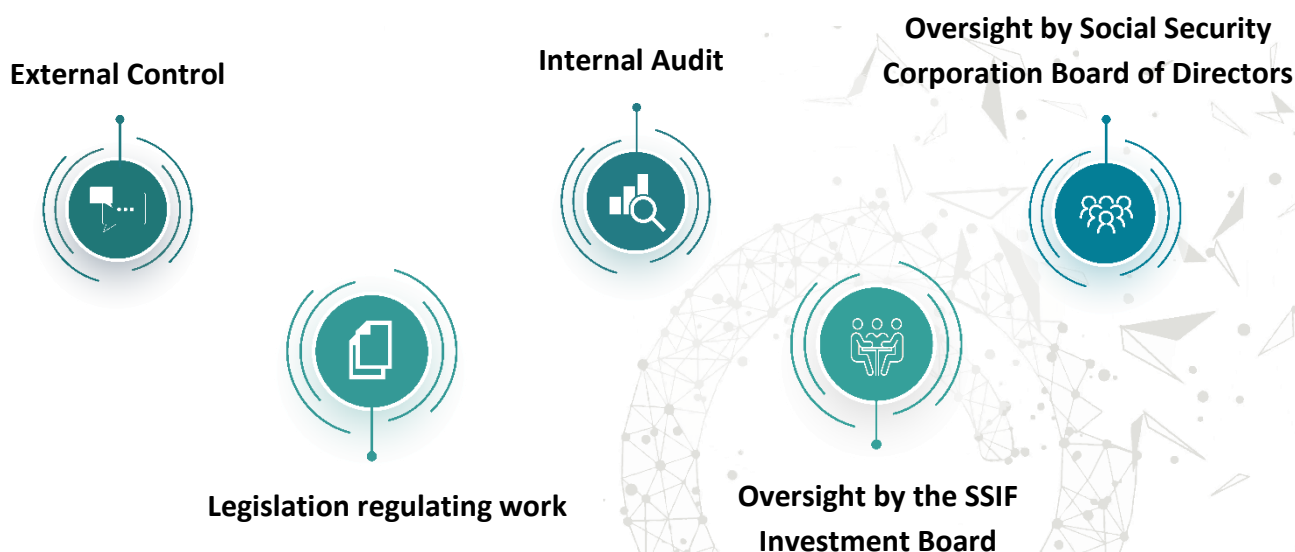 External Control
Legislation regulating work
Internal Audit
Oversight by the SSIF
Investment Board
Oversight by Social Security
Corporation Board of Directors